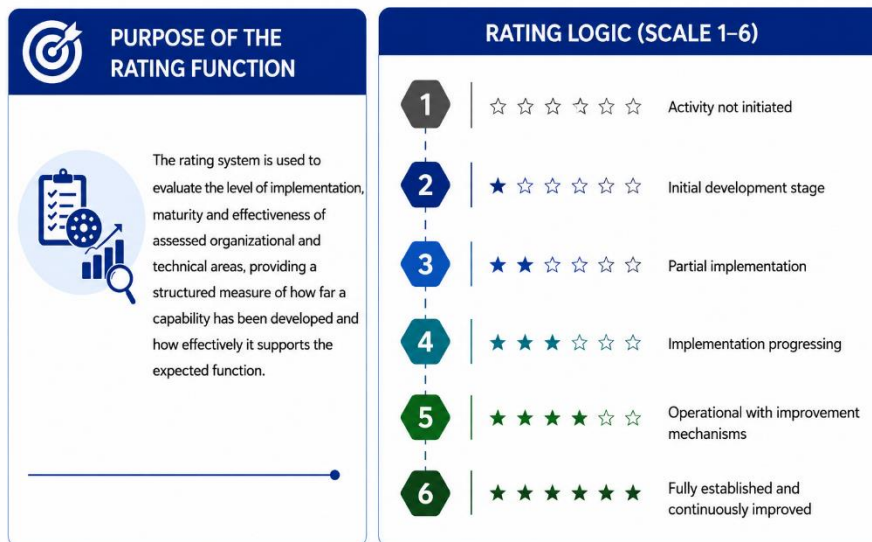 PURPOSE OF THE
RATING FUNCTION
The rating system is used to
evaluate the level of implementation,
maturity and effectiveness of
assessed organizational and
technical areas, providing a
structured measure of how far a
capability has been developed and
how effectively it supports the
expected function.
RATING LOGIC (SCALE 1–6)
1 Activity not initiated
2 Initial development stage
3 Partial implementation
4 Implementation progressing
5 Operational with improvement
mechanisms
6 Fully established and
continuously improved